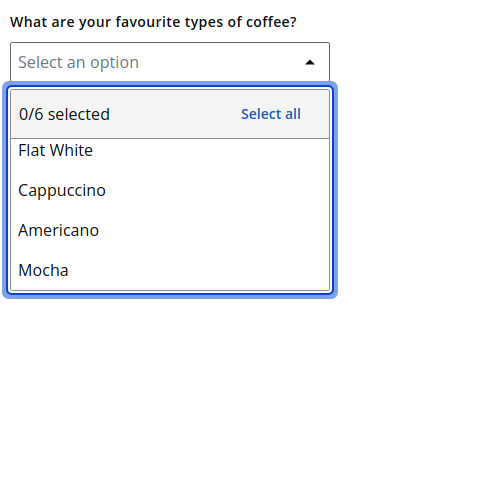 What are your favourite types of coffee?
Select an option
0/6 selected Select all
Flat White
Cappuccino
Americano
Mocha